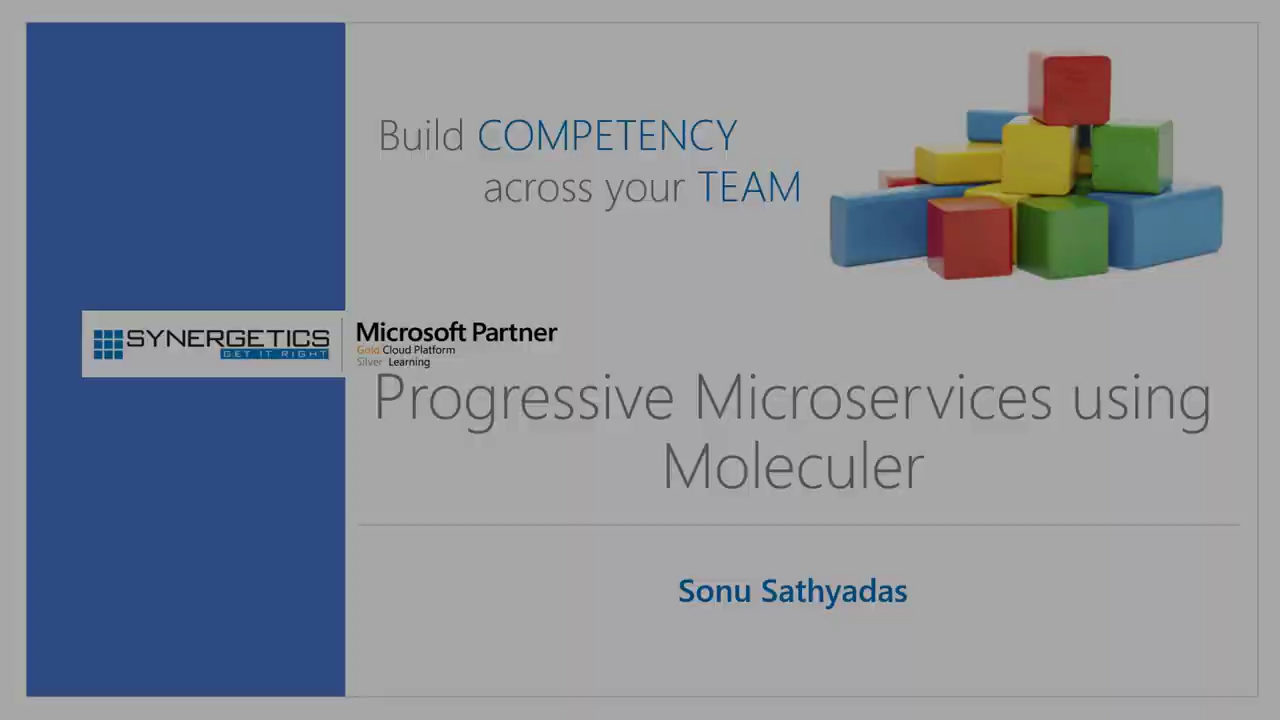 Build COMPETENCY
across your TEAM
SYNERGETICS
GET IT RIGHT
Microsoft Partner
Gold Cloud Platform
Silver Learning
Progressive Microservices using
Moleculer
Sonu Sathyadas